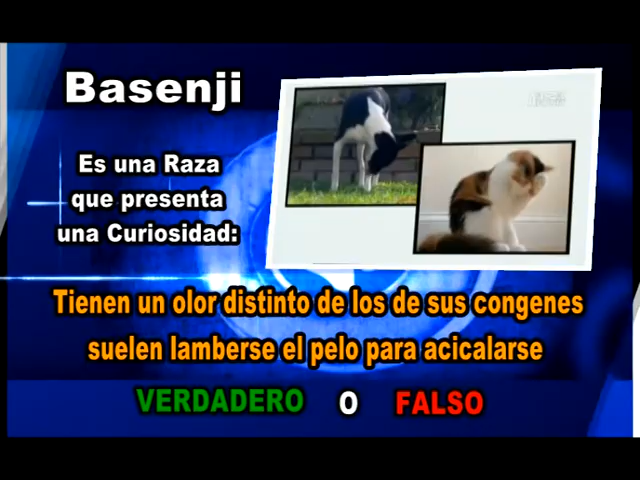 Basenji
Es una Raza
que presenta
una Curiosidad:
Tienen un olor distinto de los de sus congenes
suelen lamberse el pelo para acicalarse
VERDADERO O FALSO